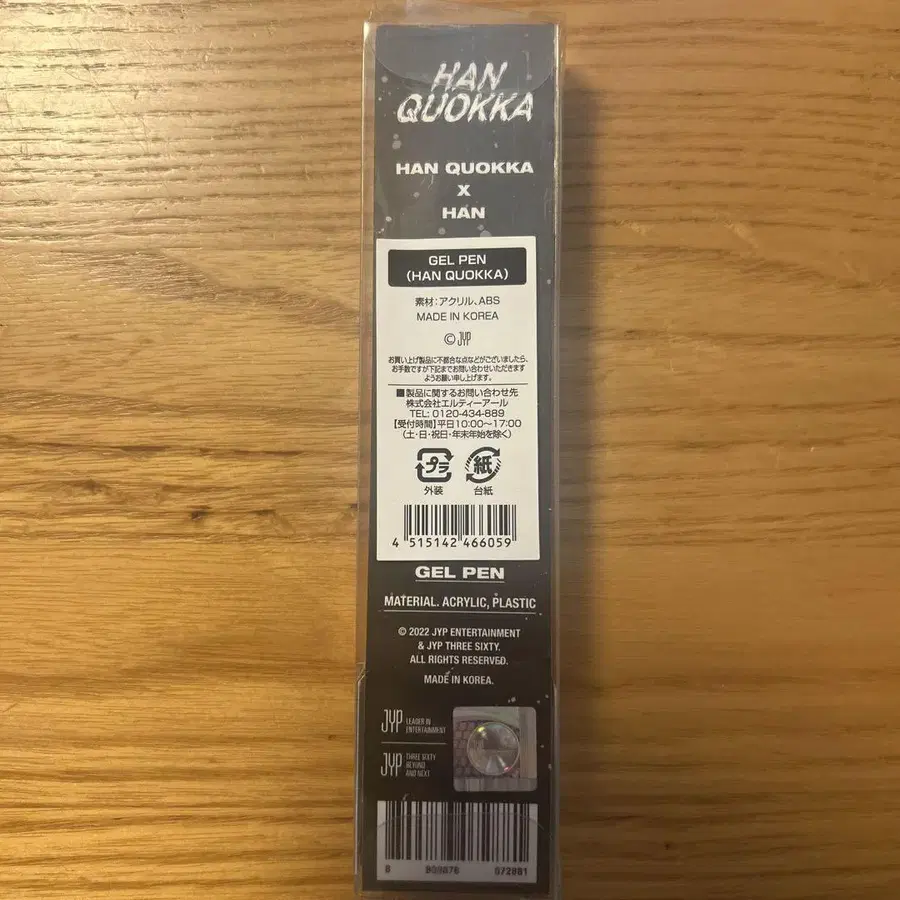 HAN
QUOKKA
HAN QUOKKA
X
HAN
GEL PEN
(HAN QUOKKA)
素材:アクリル、ABS
MADE IN KOREA
©JYP
お買い上げ製品に不都合な点などがございましたら、
お手数ですが下記までお問い合わせいただきます
ようお願い申し上げます。
■製品に関するお問い合わせ先
株式会社エルティーアール
TEL: 0120-434-889
【受付時間】平日10:00~17:00
(土・日・祝日・年末年始を除く)
プラ 紙
外装 台紙
4 515142 466059
GEL PEN
MATERIAL. ACRYLIC, PLASTIC
© 2022 JYP ENTERTAINMENT
& JYP THREE SIXTY.
ALL RIGHTS RESERVED.
MADE IN KOREA.
JYP LEADER IN
ENTERTAINMENT
JYP THREE SIXTY
BEYOND
AND NEXT
8